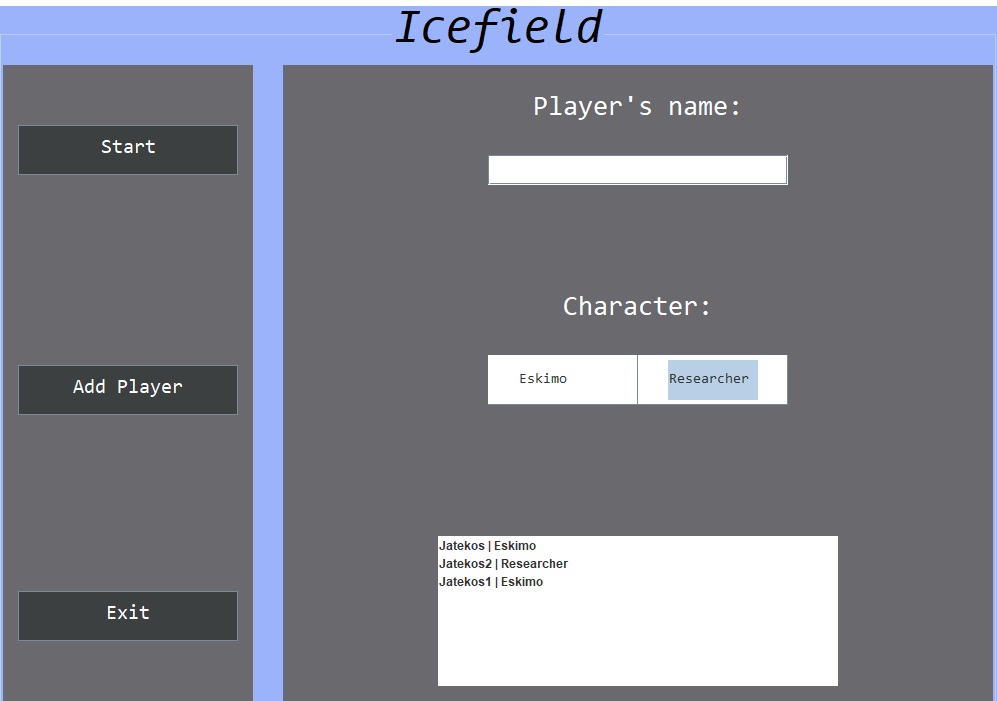 Icefield
Start
Add Player
Exit
Player's name:
Character:
Eskimo
Researcher
Jatekos | Eskimo
Jatekos2 | Researcher
Jatekos1 | Eskimo